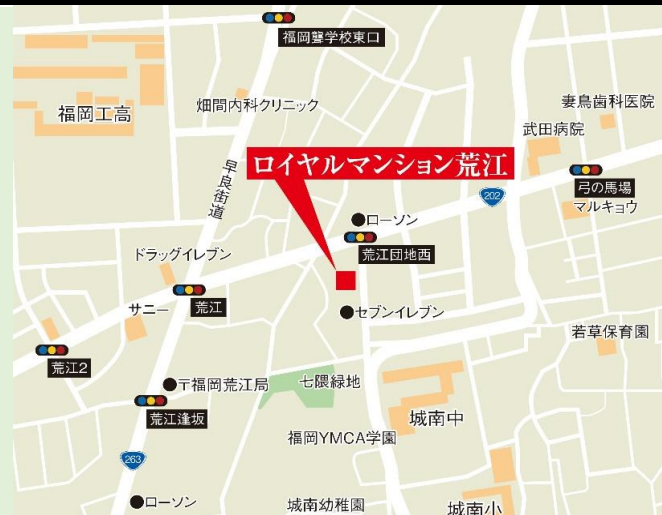 福岡聾学校東口
畑間内科クリニック
福岡工高
妻鳥歯科医院
武田病院
早良街道
ロイヤルマンション荒江
弓の馬場
マルキョウ
202
ローソン
荒江団地西
ドラッグイレブン
サニー
荒江
セブンイレブン
若草保育園
荒江2
〒福岡荒江局
七隈緑地
荒江逢坂
城南中
福岡YMCA学園
263
ローソン
城南幼稚園
城南小